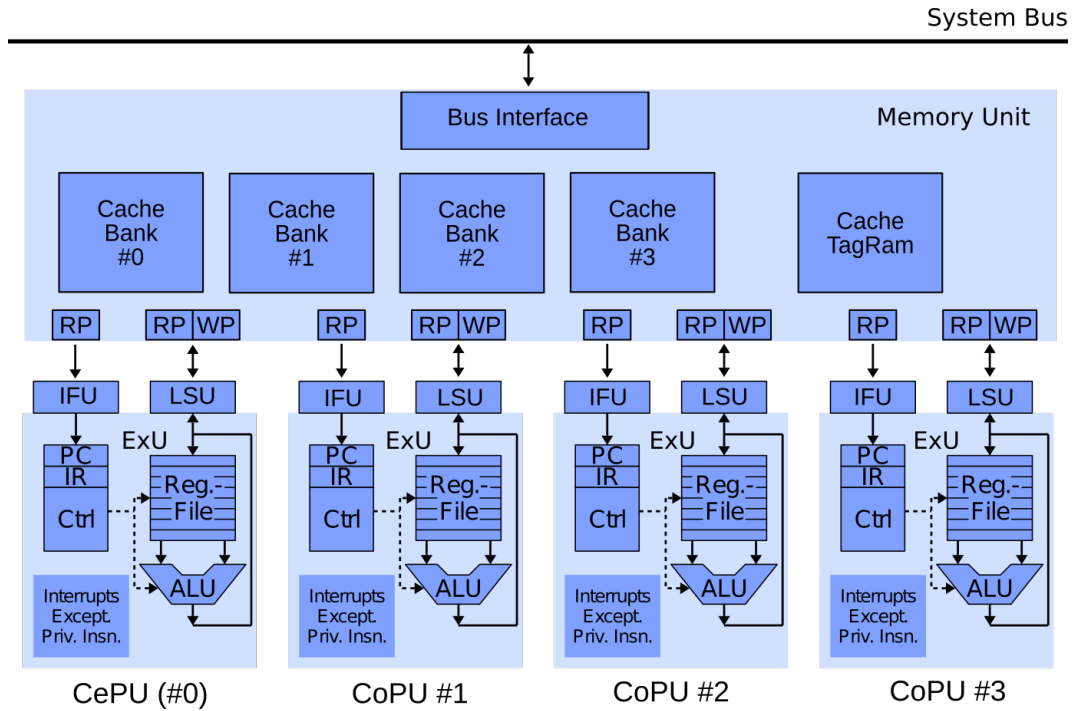 System Bus
Bus Interface
Memory Unit
Cache
Bank
#0
Cache
Bank
#1
Cache
Bank
#2
Cache
Bank
#3
Cache
TagRam
RP
RP WP
RP
RP WP
RP
RP WP
RP
RP WP
IFU
LSU
IFU
LSU
IFU
LSU
IFU
LSU
ExU
PC
IR
Ctrl
Reg.-
File
ALU
Interrupts
Except.
Priv. Insn.
ExU
PC
IR
Ctrl
Reg.-
File
ALU
Interrupts
Except.
Priv. Insn.
ExU
PC
IR
Ctrl
Reg.-
File
ALU
Interrupts
Except.
Priv. Insn.
ExU
PC
IR
Ctrl
Reg.-
File
ALU
Interrupts
Except.
Priv. Insn.
CePU (#0)
CoPU #1
CoPU #2
CoPU #3